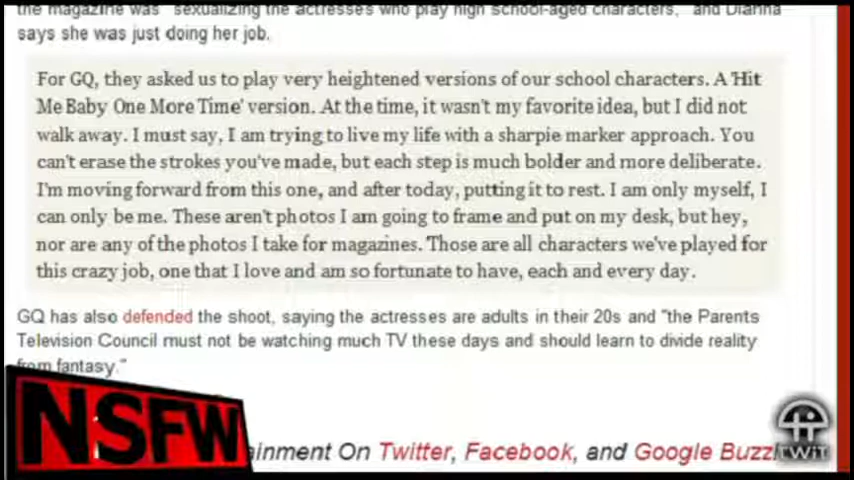 the magazine was "sexualizing the actresses who play high school-aged characters," and Dianna
says she was just doing her job.
For GQ, they asked us to play very heightened versions of our school characters. A 'Hit
Me Baby One More Time' version. At the time, it wasn't my favorite idea, but I did not
walk away. I must say, I am trying to live my life with a sharpie marker approach. You
can't erase the strokes you've made, but each step is much bolder and more deliberate.
I'm moving forward from this one, and after today, putting it to rest. I am only myself, I
can only be me. These aren't photos I am going to frame and put on my desk, but hey,
nor are any of the photos I take for magazines. Those are all characters we've played for
this crazy job, one that I love and am so fortunate to have, each and every day.
GQ has also defended the shoot, saying the actresses are adults in their 20s and "the Parents
Television Council must not be watching much TV these days and should learn to divide reality
from fantasy."
NSFW
ainment On Twitter, Facebook, and Google Buzz
TWiT